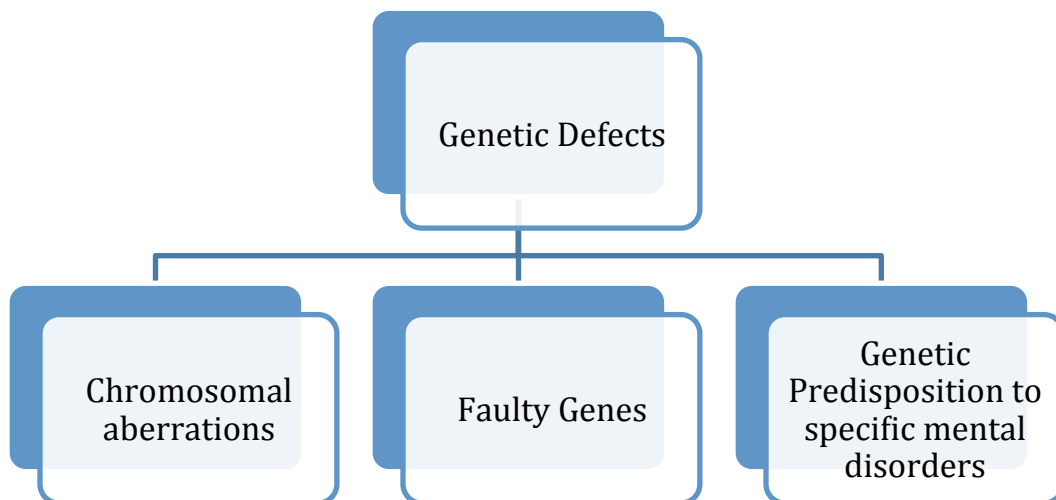 Genetic Defects
Chromosomal
aberrations
Faulty Genes
Genetic
Predisposition to
specific mental
disorders